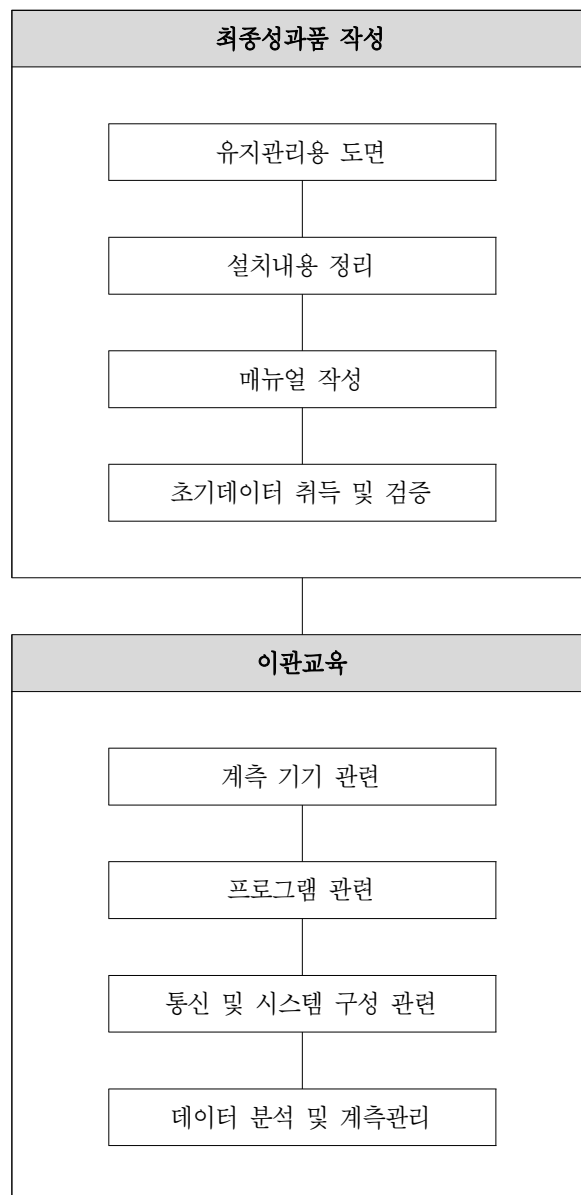 최종성과품 작성
유지관리용 도면
설치내용 정리
매뉴얼 작성
초기데이터 취득 및 검증
이관교육
계측 기기 관련
프로그램 관련
통신 및 시스템 구성 관련
데이터 분석 및 계측관리